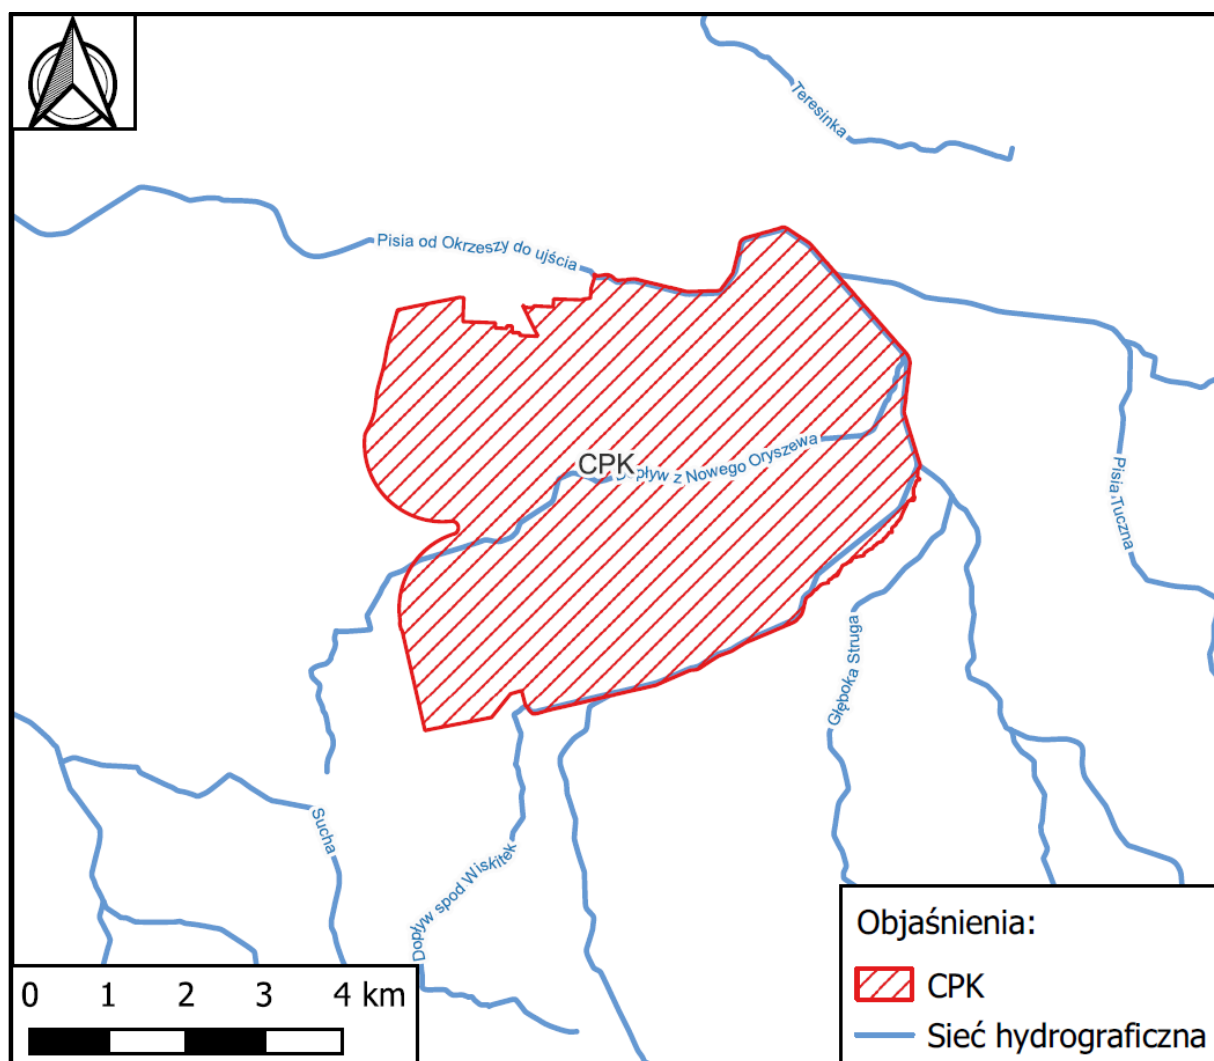 Teresinka
Pisia od Okrzeszy do ujścia
CPK
Dopływ z Nowego Oryszewa
Pisia Tuczna
Głęboka Struga
Sucha
Dopływ spod Wiskitek
Objaśnienia:
CPK
Sieć hydrograficzna
0 1 2 3 4 km